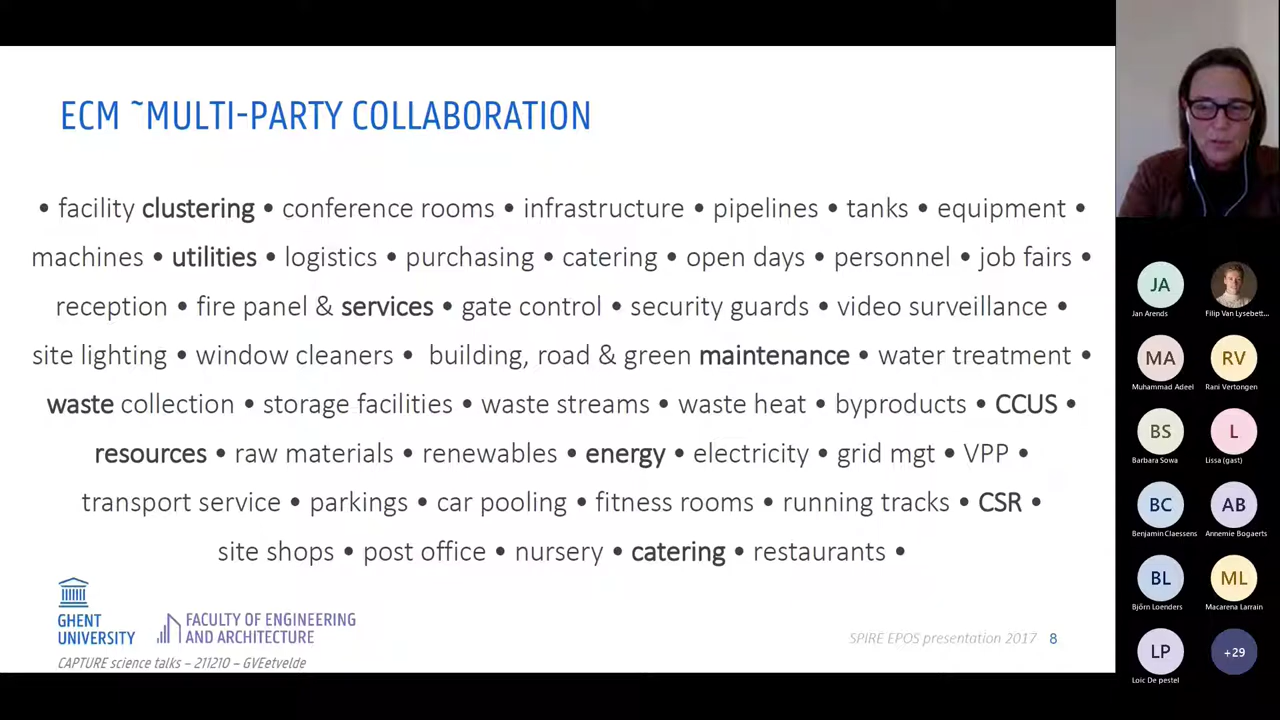 ECM ~MULTI-PARTY COLLABORATION
• facility clustering • conference rooms • infrastructure • pipelines • tanks • equipment •
machines • utilities • logistics • purchasing • catering • open days • personnel • job fairs •
reception • fire panel & services • gate control • security guards • video surveillance •
site lighting • window cleaners • building, road & green maintenance • water treatment •
waste collection • storage facilities • waste streams • waste heat • byproducts • CCUS •
resources • raw materials • renewables • energy • electricity • grid mgt • VPP •
transport service • parkings • car pooling • fitness rooms • running tracks • CSR •
site shops • post office • nursery • catering • restaurants •
GHENT
UNIVERSITY
FACULTY OF ENGINEERING
AND ARCHITECTURE
SPIRE EPOS presentation 2017 8
CAPTURE science talks – 211210 – GVEetvelde
JA
Jan Arends
Filip Van Lysebett...
MA
Muhammad Adeel
RV
Rani Vertongen
BS
Barbara Sowa
L
Lissa (gast)
BC
Benjamin Claessens
AB
Annemie Bogaerts
BL
Björn Loenders
ML
Macarena Larrain
LP
Loic De pestel
+29